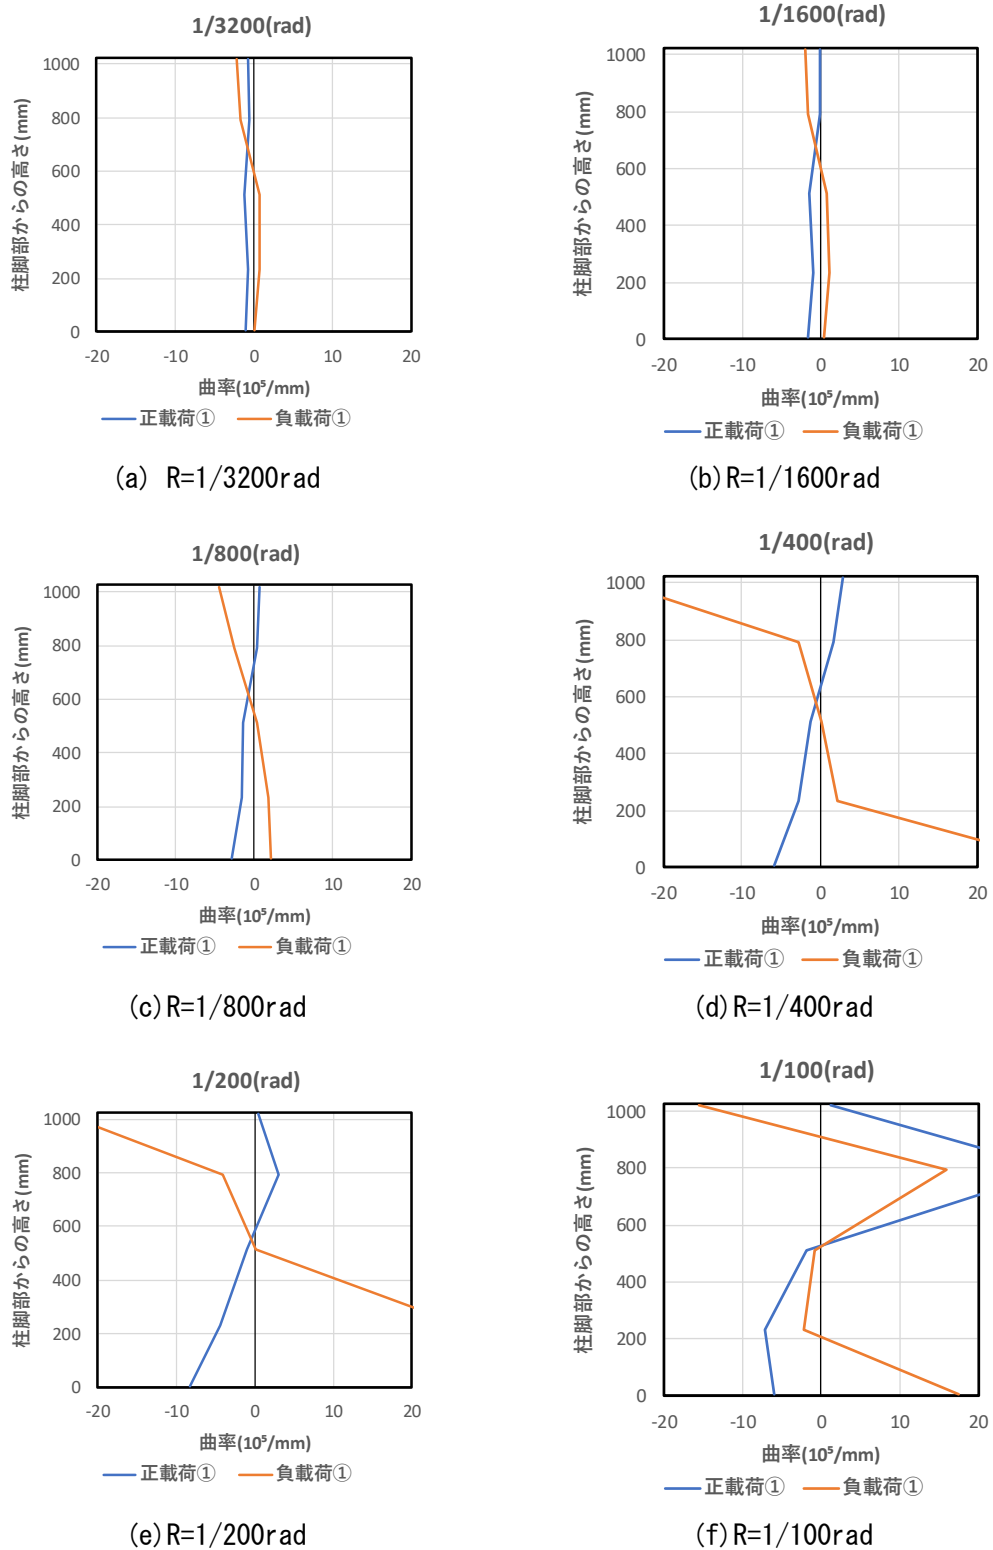 1/3200(rad)
柱脚部からの高さ(mm)
1000
800
600
400
200
0
-20 -10 0 10 20
曲率(10⁵/mm)
正載荷① 負載荷①
(a) R=1/3200rad
1/1600(rad)
柱脚部からの高さ(mm)
1000
800
600
400
200
0
-20 -10 0 10 20
曲率(10⁵/mm)
正載荷① 負載荷①
(b)R=1/1600rad
1/800(rad)
柱脚部からの高さ(mm)
1000
800
600
400
200
0
-20 -10 0 10 20
曲率(10⁵/mm)
正載荷① 負載荷①
(c)R=1/800rad
1/400(rad)
柱脚部からの高さ(mm)
1000
800
600
400
200
0
-20 -10 0 10 20
曲率(10⁵/mm)
正載荷① 負載荷①
(d)R=1/400rad
1/200(rad)
柱脚部からの高さ(mm)
1000
800
600
400
200
0
-20 -10 0 10 20
曲率(10⁵/mm)
正載荷① 負載荷①
(e)R=1/200rad
1/100(rad)
柱脚部からの高さ(mm)
1000
800
600
400
200
0
-20 -10 0 10 20
曲率(10⁵/mm)
正載荷① 負載荷①
(f)R=1/100rad